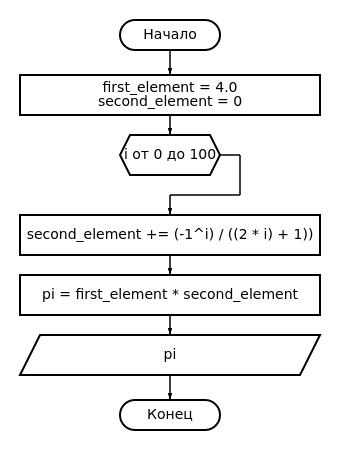 Начало
first_element = 4.0
second_element = 0
i от 0 до 100
second_element += (-1^i) / ((2 * i) + 1))
pi = first_element * second_element
pi
Конец